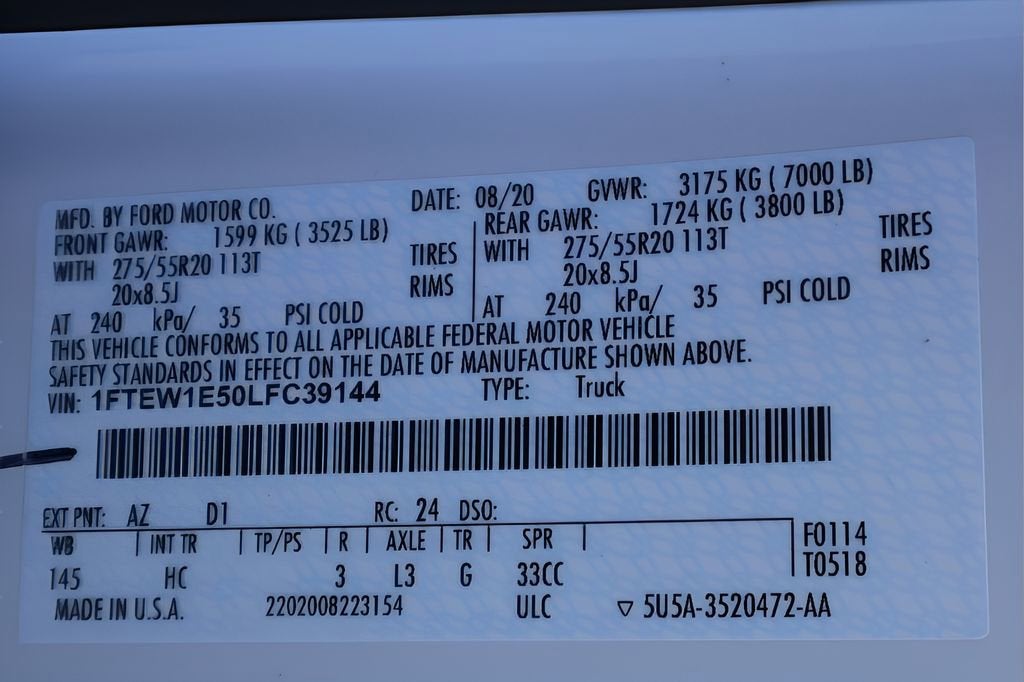 MFD. BY FORD MOTOR CO. DATE: 08/20 GVWR: 3175 KG ( 7000 LB)
FRONT GAWR: 1599 KG ( 3525 LB) REAR GAWR: 1724 KG ( 3800 LB)
WITH 275/55R20 113T TIRES WITH 275/55R20 113T TIRES
20x8.5J RIMS 20x8.5J RIMS
AT 240 kPa/ 35 PSI COLD AT 240 kPa/ 35 PSI COLD
THIS VEHICLE CONFORMS TO ALL APPLICABLE FEDERAL MOTOR VEHICLE
SAFETY STANDARDS IN EFFECT ON THE DATE OF MANUFACTURE SHOWN ABOVE.
VIN: 1FTEW1E50LFC39144 TYPE: Truck
EXT PNT: AZ D1 RC: 24 DSO:
WB INT TR TP/PS R AXLE TR SPR F0114
T0518
145 HC 3 L3 G 33CC
MADE IN U.S.A. 2202008223154 ULC ▽ 5U5A-3520472-AA